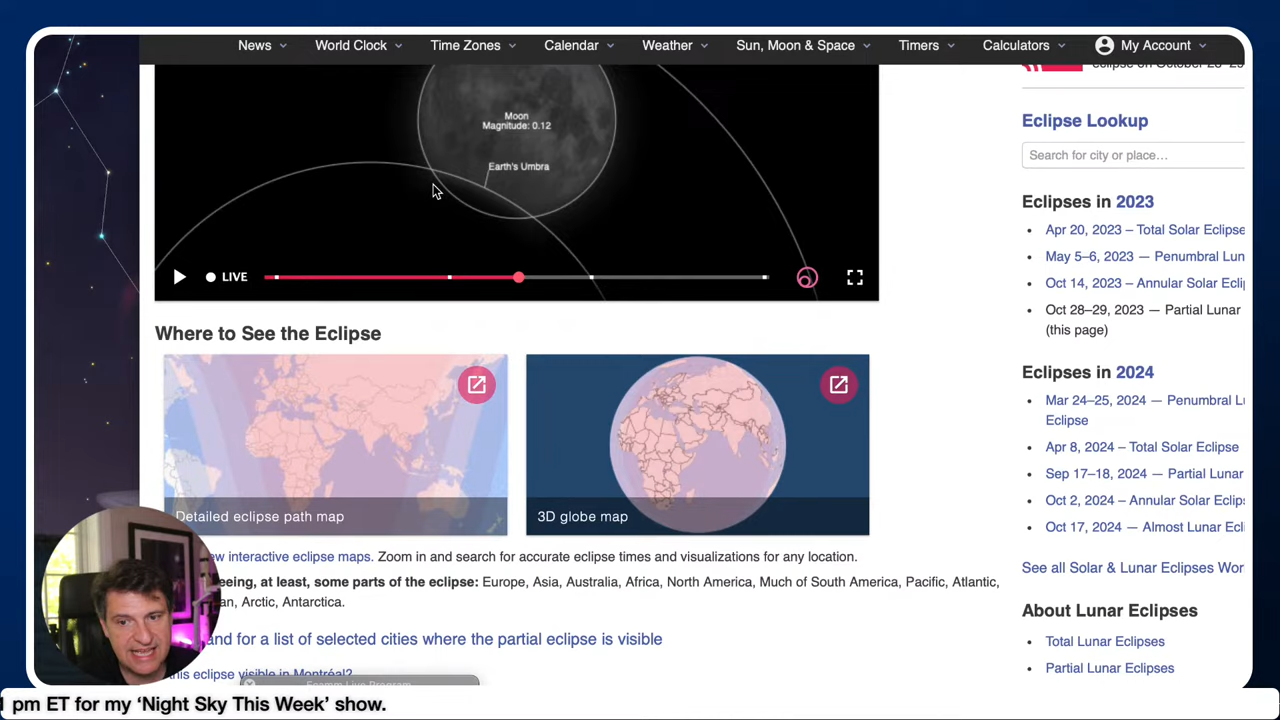 News World Clock Time Zones Calendar Weather Sun, Moon & Space Timers Calculators My Account
Moon
Magnitude: 0.12
Earth's Umbra
LIVE
Where to See the Eclipse
Detailed eclipse path map
3D globe map
interactive eclipse maps. Zoom in and search for accurate eclipse times and visualizations for any location.
at least, some parts of the eclipse: Europe, Asia, Australia, Africa, North America, Much of South America, Pacific, Atlantic,
Arctic, Antarctica.
and for a list of selected cities where the partial eclipse is visible
eclipse visible in Montréal?
eclipse on October
Eclipse Lookup
Search for city or place…
Eclipses in 2023
• Apr 20, 2023 – Total Solar Eclipse
• May 5–6, 2023 — Penumbral
• Oct 14, 2023 – Annular Solar
• Oct 28–29, 2023 — Partial Lunar
(this page)
Eclipses in 2024
• Mar 24–25, 2024 — Penumbral
Eclipse
• Apr 8, 2024 – Total Solar Eclipse
• Sep 17–18, 2024 — Partial Lunar
• Oct 2, 2024 – Annular Solar
• Oct 17, 2024 – Almost Lunar
See all Solar & Lunar Eclipses
About Lunar Eclipses
• Total Lunar Eclipses
• Partial Lunar Eclipses
pm ET for my ‘Night Sky This Week’ show.